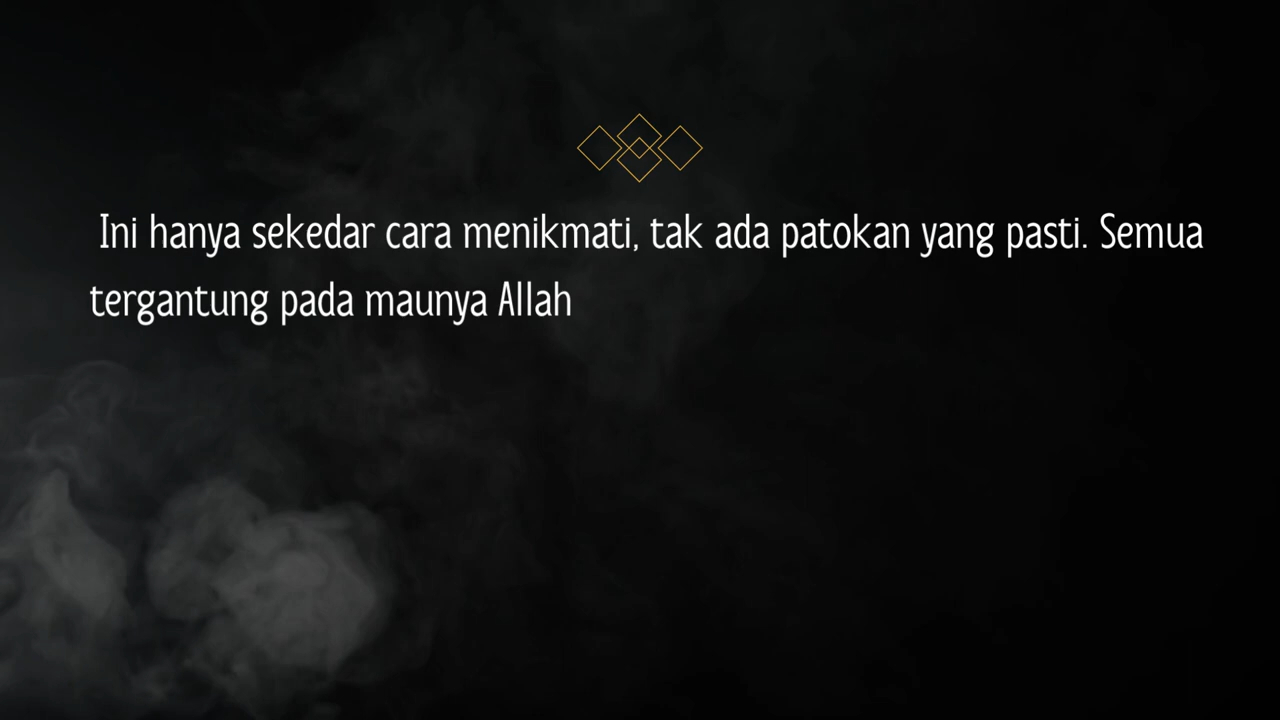 Ini hanya sekedar cara menikmati, tak ada patokan yang pasti. Semua
tergantung pada maunya Allah